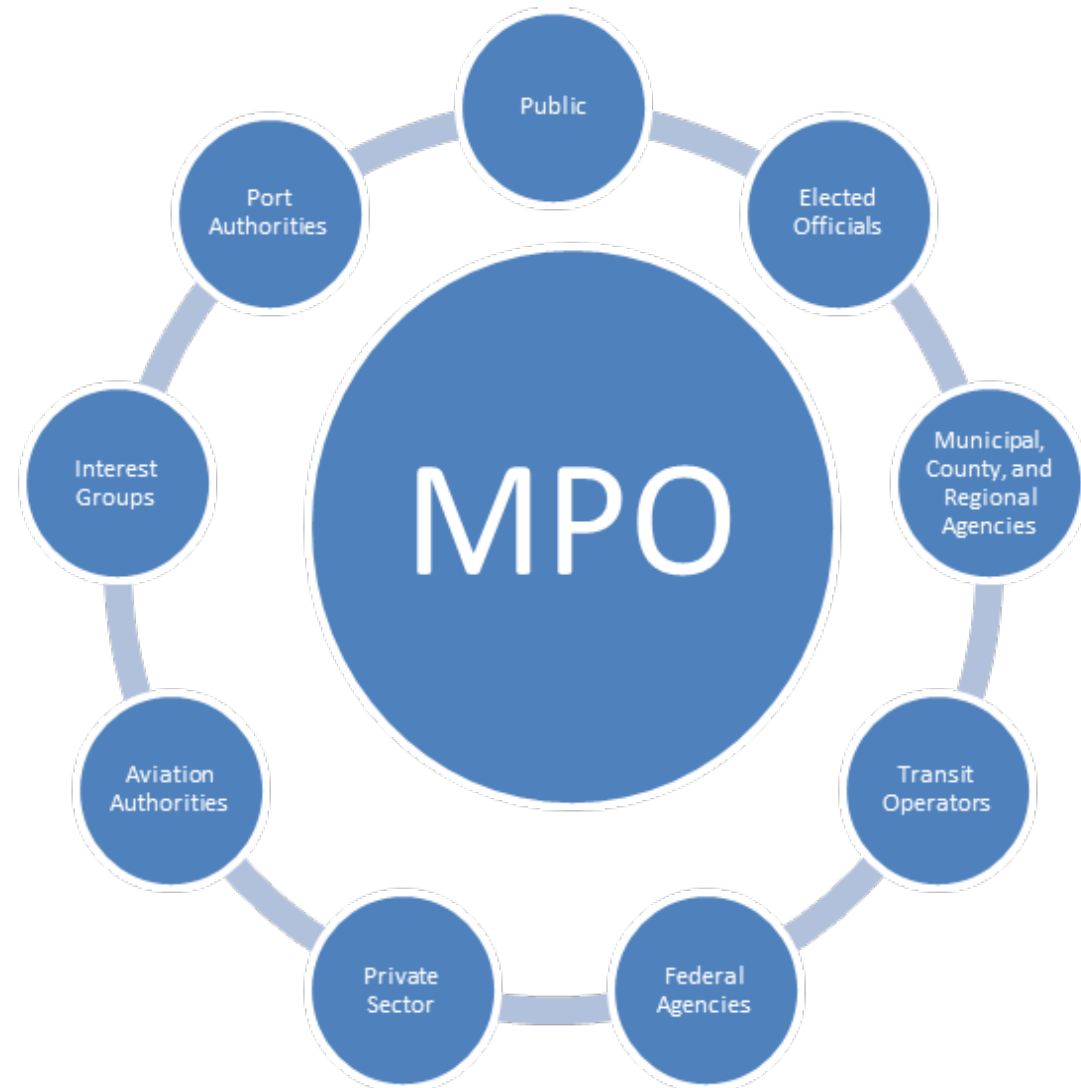 Public
Elected
Officials
Municipal,
County, and
Regional
Agencies
Transit
Operators
Federal
Agencies
Private
Sector
Aviation
Authorities
Interest
Groups
Port
Authorities
MPO